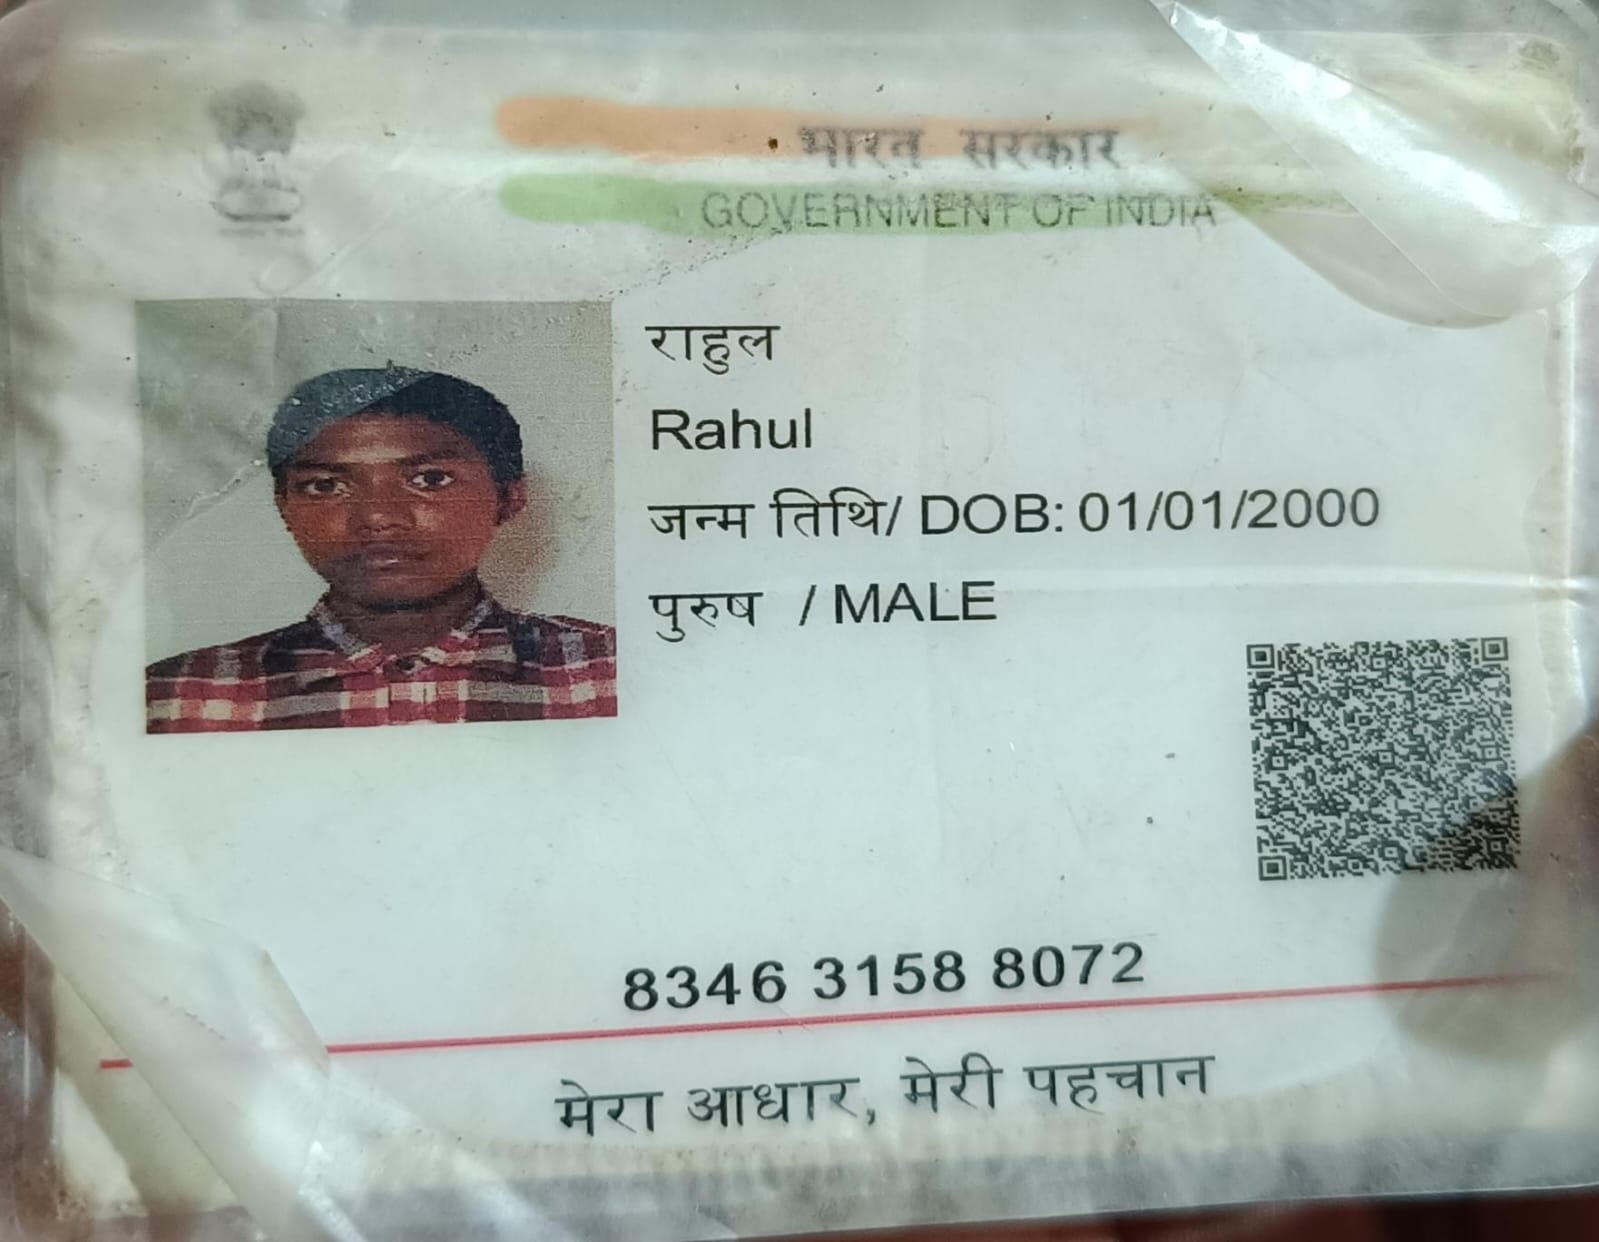 भारत सरकार
GOVERNMENT OF INDIA
राहुल
Rahul
जन्म तिथि/ DOB: 01/01/2000
पुरुष / MALE
8346 3158 8072
मेरा आधार, मेरी पहचान